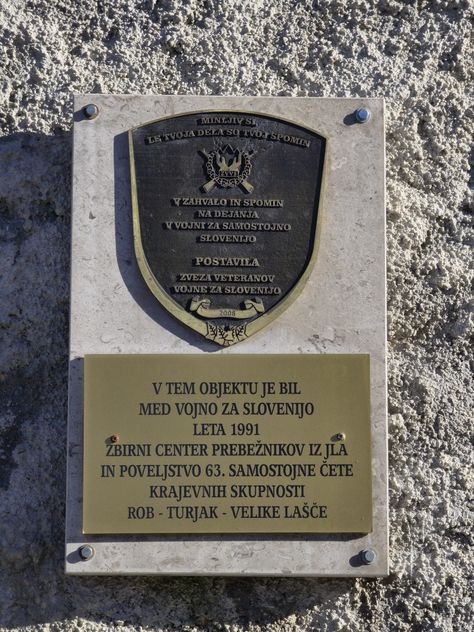 MINLJIV SI,
LE TVOJA DELA SO TVOJ SPOMIN
ZVVS
V ZAHVALO IN SPOMIN
NA DEJANJA
V VOJNI ZA SAMOSTOJNO
SLOVENIJO
POSTAVILA
ZVEZA VETERANOV
VOJNE ZA SLOVENIJO
2008
V TEM OBJEKTU JE BIL
MED VOJNO ZA SLOVENIJO
LETA 1991
ZBIRNI CENTER PREBEŽNIKOV IZ JLA
IN POVELJSTVO 63. SAMOSTOJNE ČETE
KRAJEVNIH SKUPNOSTI
ROB - TURJAK - VELIKE LAŠČE